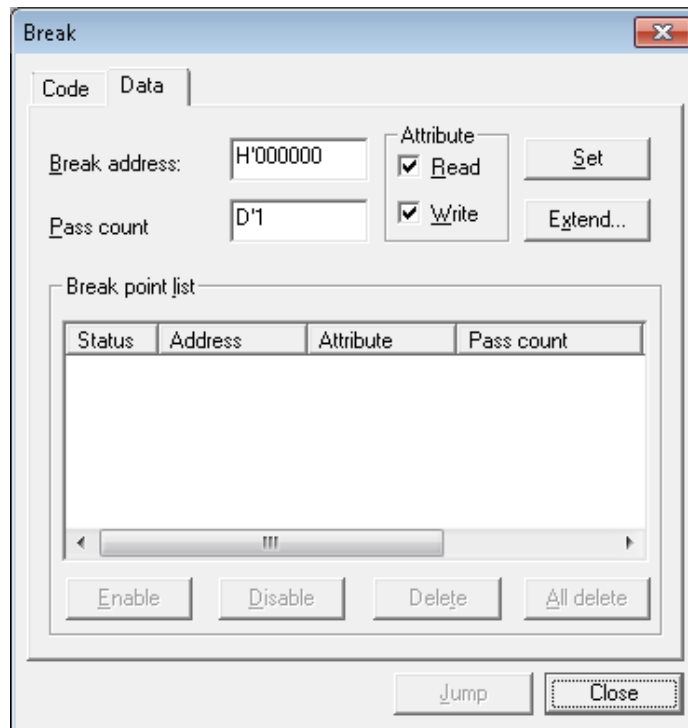 Break
Code Data
Break address: H'000000
Attribute
Read
Set
Pass count D'1
Write
Extend...
Break point list
Status Address Attribute Pass count
Enable Disable Delete All delete
Jump Close